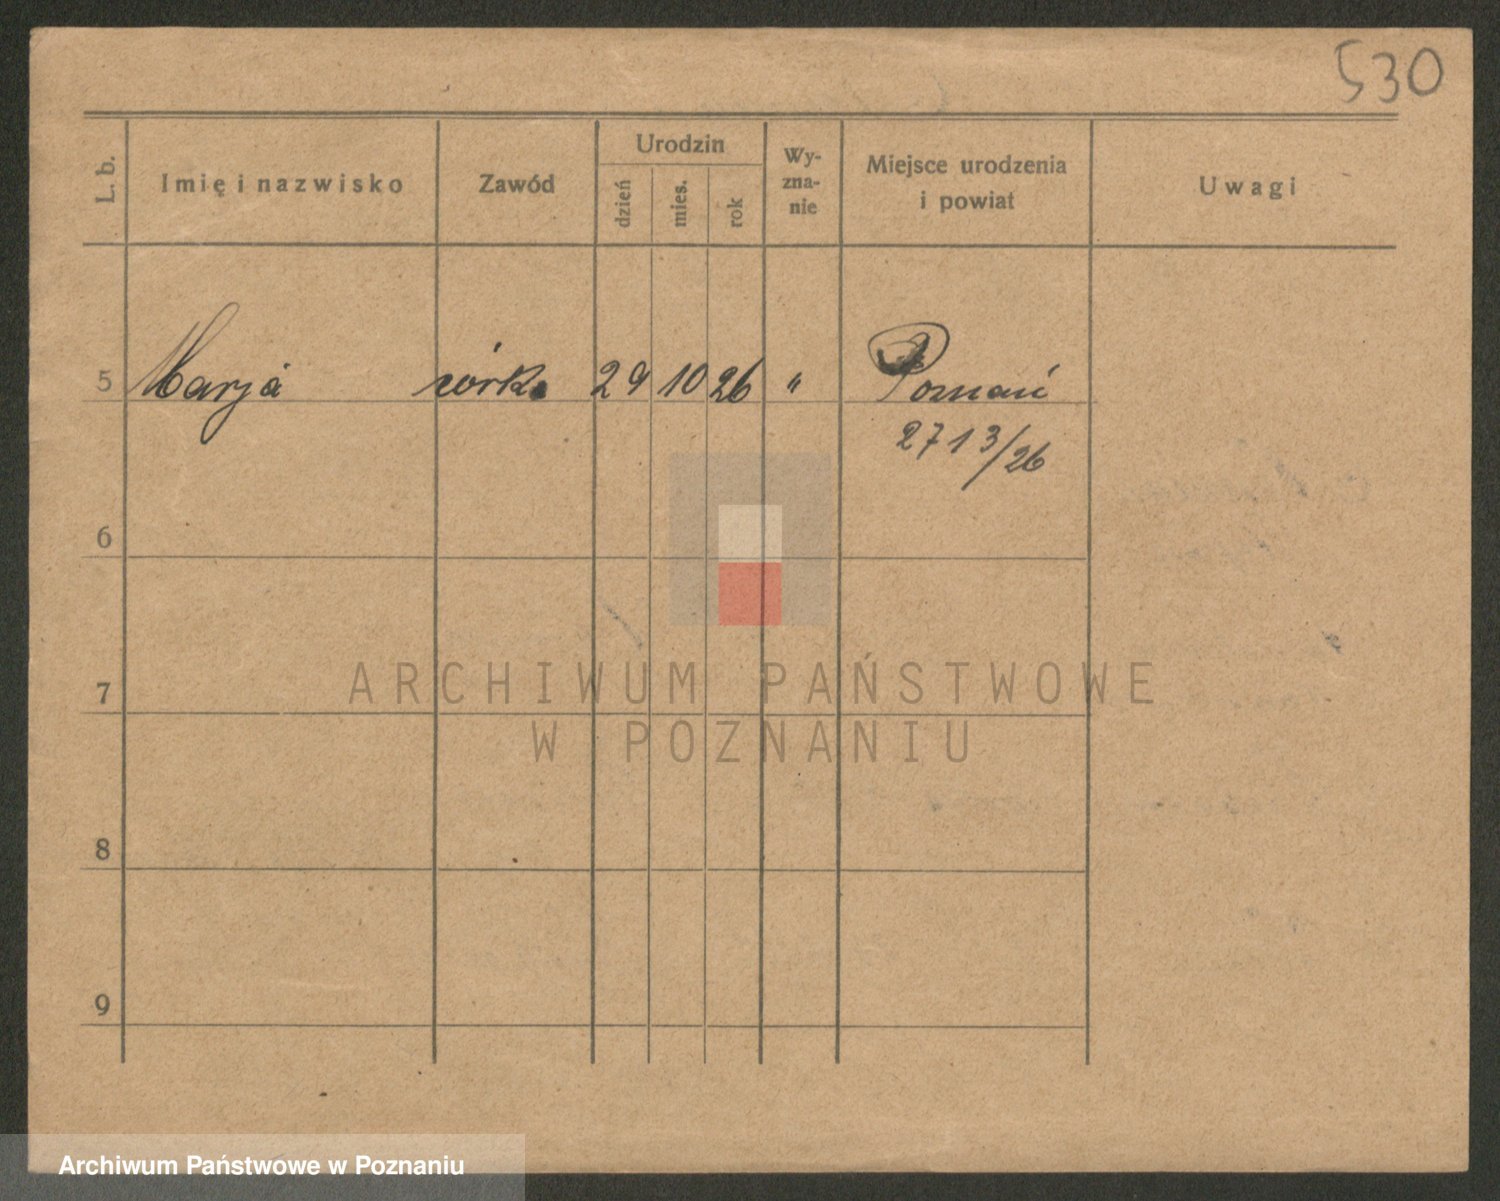 530
L. b.
Imię i nazwisko
Zawód
Urodzin
dzień
mies.
rok
Wy-
zna-
nie
Miejsce urodzenia
i powiat
Uwagi
5 Marja córka 29 10 26 " Poznań
2713/26
6
7
8
9
ARCHIWUM PAŃSTWOWE
W POZNANIU
Archiwum Państwowe w Poznaniu